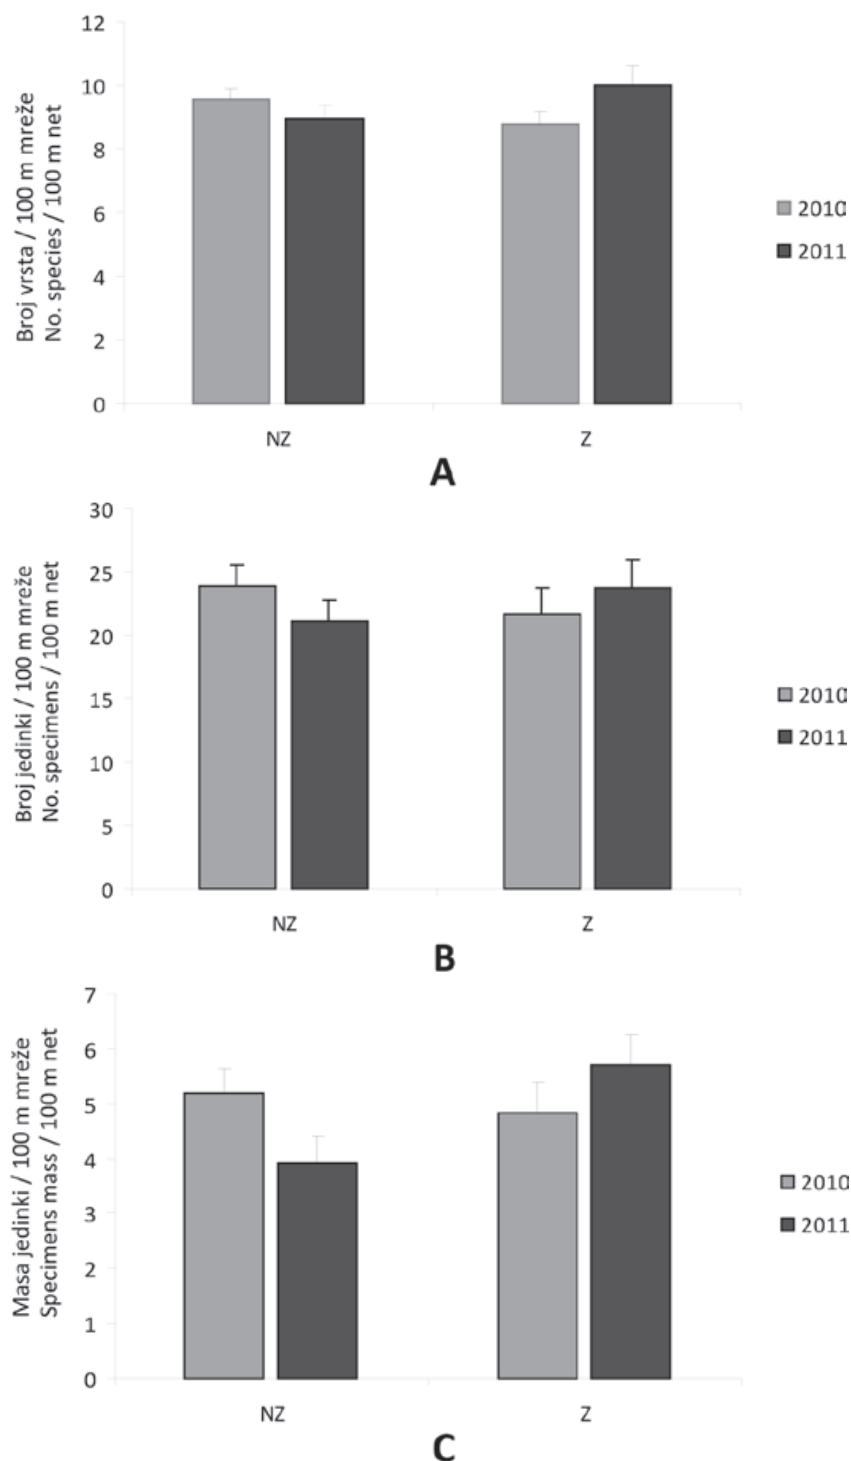 12
10
8
6
4
2
0
Broj vrsta / 100 m mreže
No. species / 100 m net
NZ
Z
2010
2011
A
30
25
20
15
10
5
0
Broj jedinki / 100 m mreže
No. specimens / 100 m net
NZ
Z
2010
2011
B
7
6
5
4
3
2
1
0
Masa jedinki / 100 m mreže
Specimens mass / 100 m net
NZ
Z
2010
2011
C